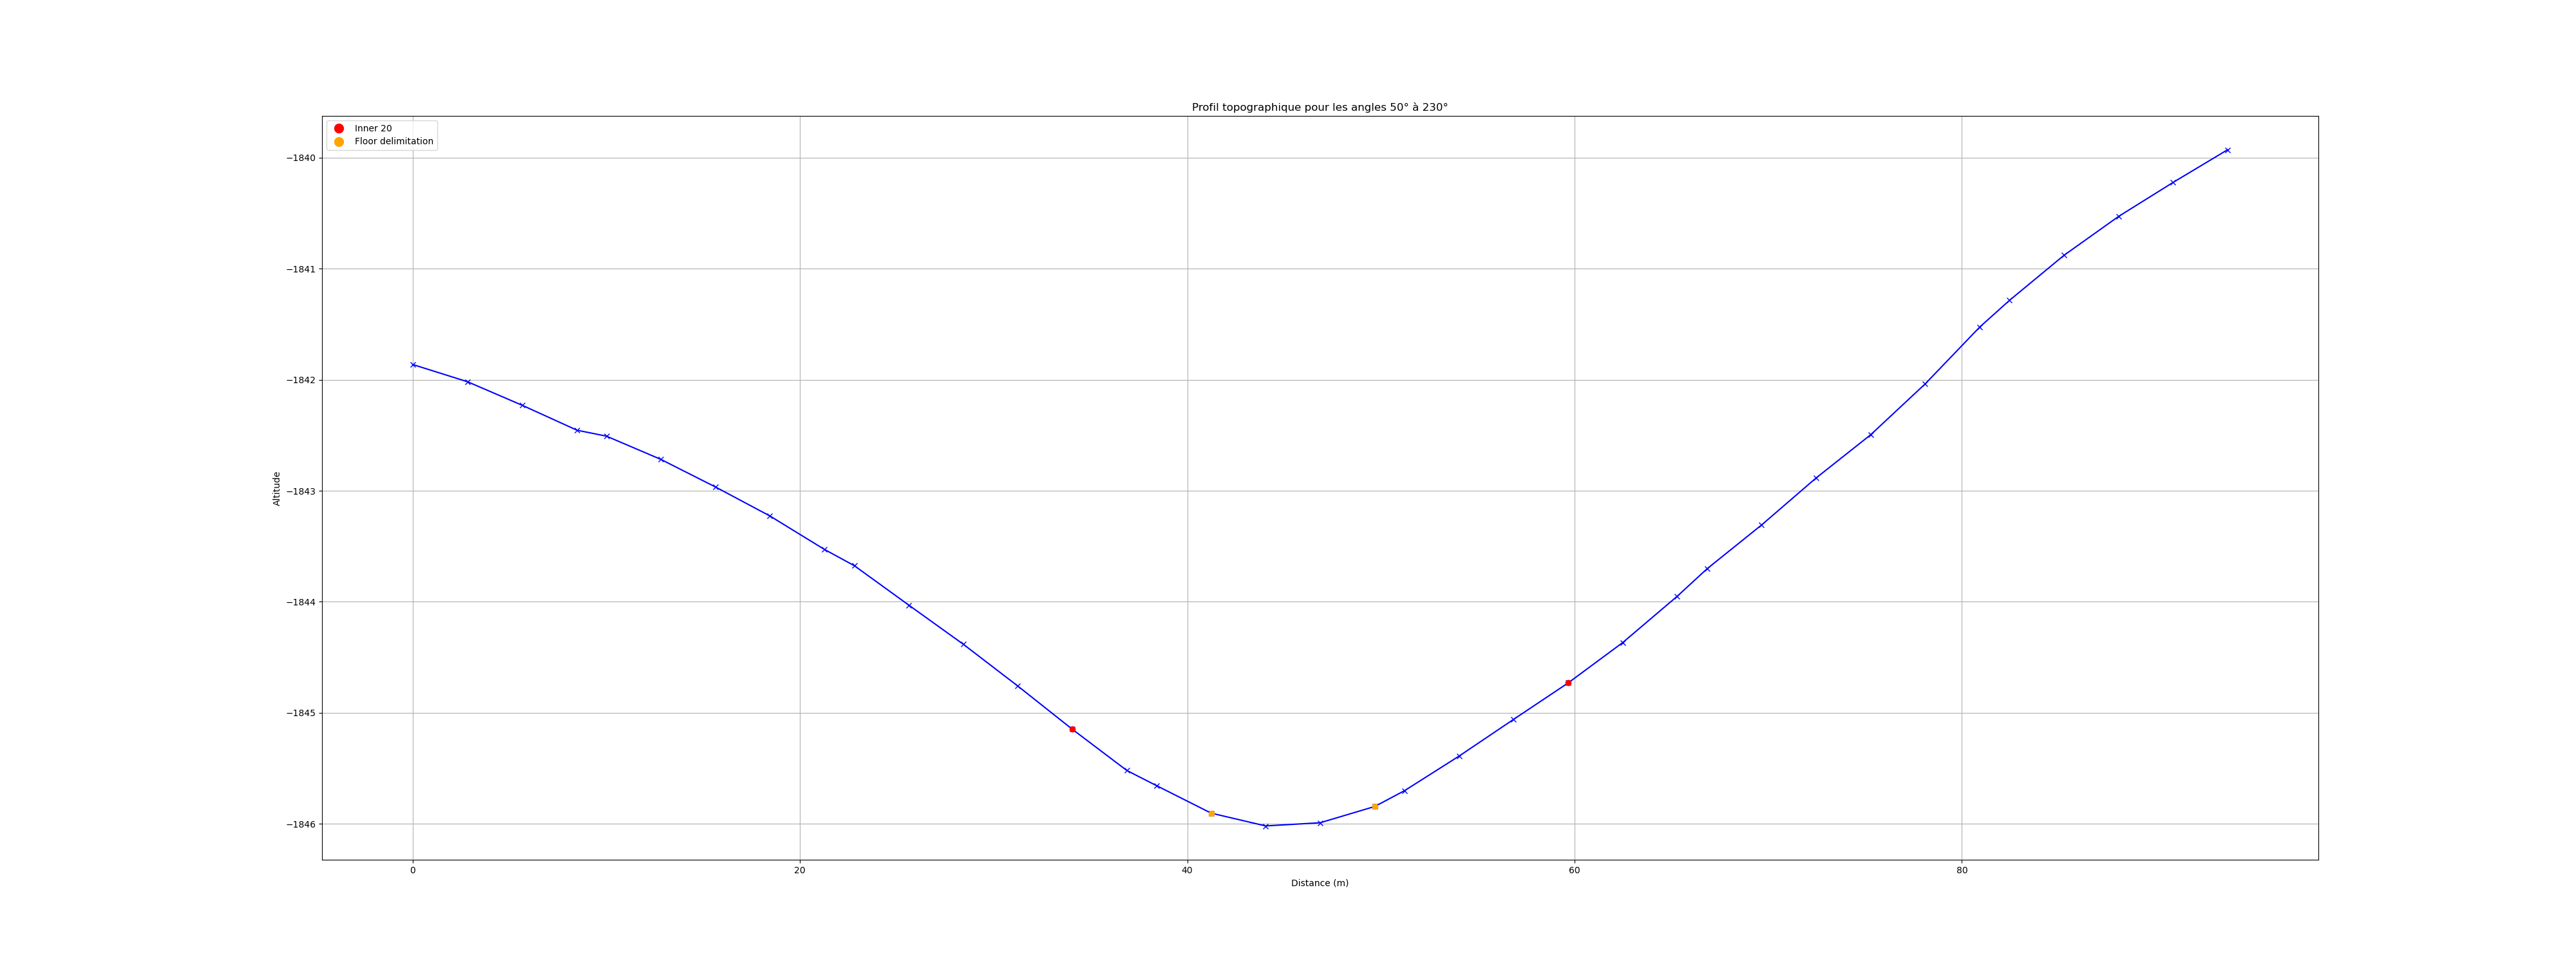 Profil topographique pour les angles 50° à 230°
Inner 20
Floor delimitation
−1840
−1841
−1842
−1843
−1844
−1845
−1846
Altitude
0 20 40 60 80
Distance (m)